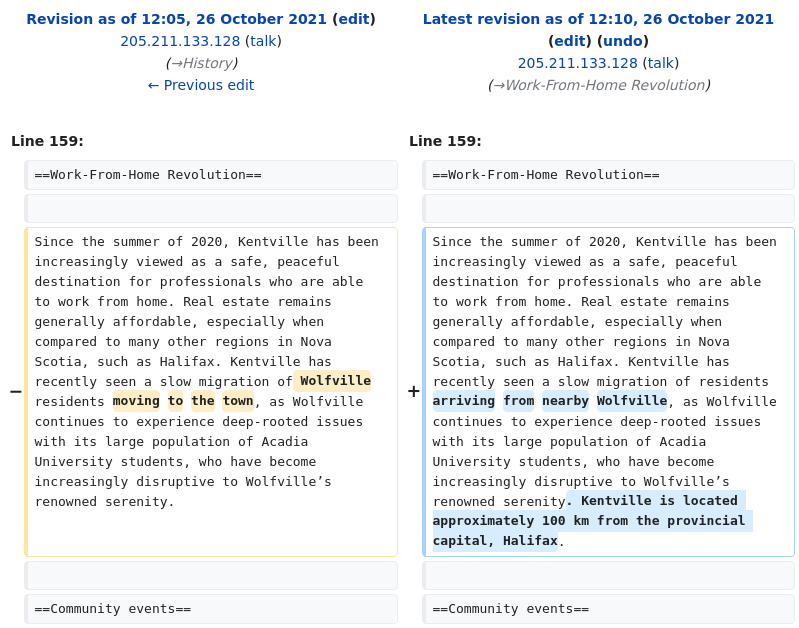 Revision as of 12:05, 26 October 2021 (edit)
205.211.133.128 (talk)
(→History)
← Previous edit
Latest revision as of 12:10, 26 October 2021
(edit) (undo)
205.211.133.128 (talk)
(→Work-From-Home Revolution)
Line 159:
Line 159:
==Work-From-Home Revolution==
==Work-From-Home Revolution==
−
Since the summer of 2020, Kentville has been
increasingly viewed as a safe, peaceful
destination for professionals who are able
to work from home. Real estate remains
generally affordable, especially when
compared to many other regions in Nova
Scotia, such as Halifax. Kentville has
recently seen a slow migration of Wolfville
residents moving to the town, as Wolfville
continues to experience deep-rooted issues
with its large population of Acadia
University students, who have become
increasingly disruptive to Wolfville’s
renowned serenity.
+
Since the summer of 2020, Kentville has been
increasingly viewed as a safe, peaceful
destination for professionals who are able
to work from home. Real estate remains
generally affordable, especially when
compared to many other regions in Nova
Scotia, such as Halifax. Kentville has
recently seen a slow migration of residents
arriving from nearby Wolfville, as Wolfville
continues to experience deep-rooted issues
with its large population of Acadia
University students, who have become
increasingly disruptive to Wolfville’s
renowned serenity. Kentville is located
approximately 100 km from the provincial
capital, Halifax.
==Community events==
==Community events==